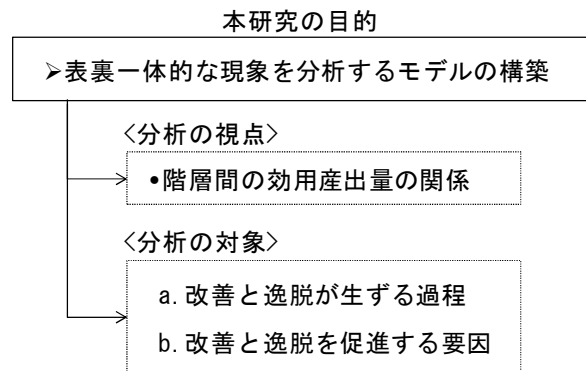 本研究の目的
➢表裏一体的な現象を分析するモデルの構築
〈分析の視点〉
•階層間の効用産出量の関係
〈分析の対象〉
a. 改善と逸脱が生ずる過程
b. 改善と逸脱を促進する要因